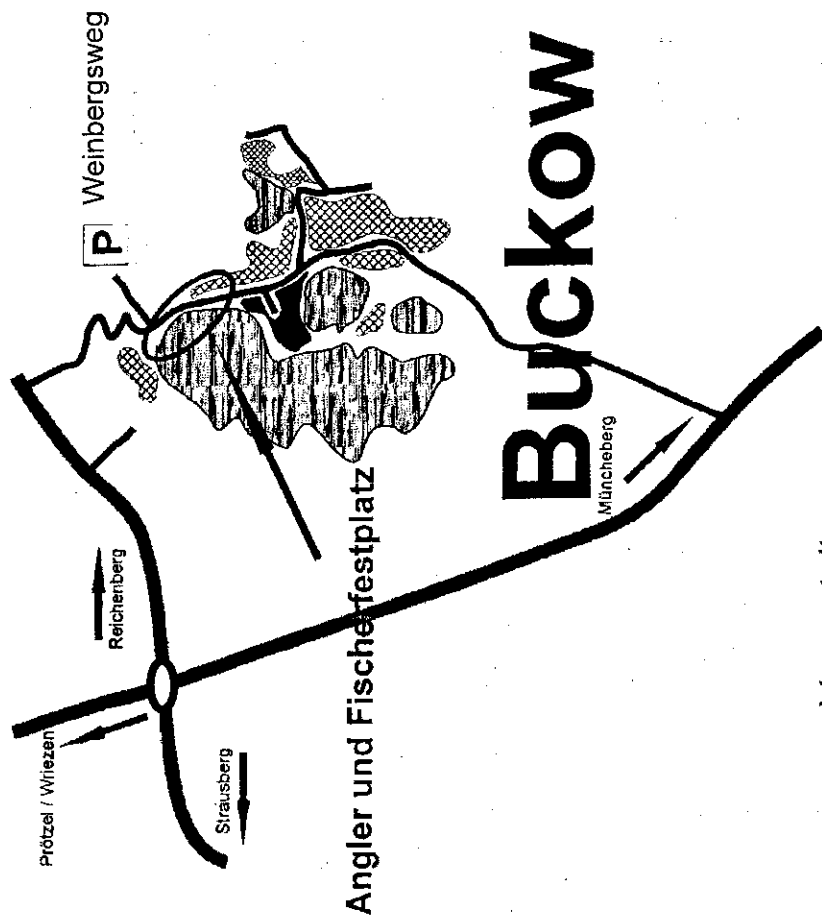 Prötzel / Wriezen
Strausberg
Reichenberg
P Weinbergsweg
Angler und Fischerfestplatz
Buckow
Müncheberg